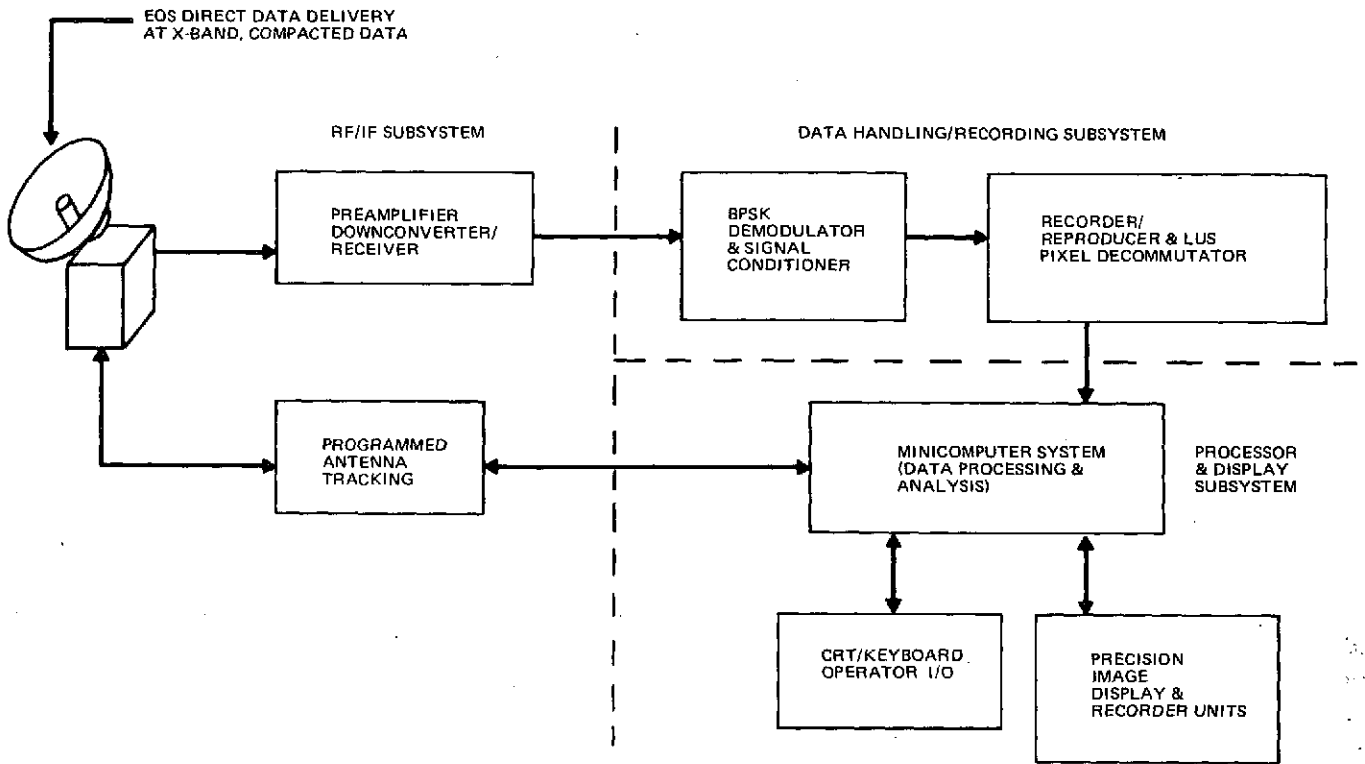 EOS DIRECT DATA DELIVERY
AT X-BAND, COMPACTED DATA
RF/IF SUBSYSTEM
DATA HANDLING/RECORDING SUBSYSTEM
PREAMPLIFIER
DOWNCONVERTER/
RECEIVER
BPSK
DEMODULATOR
& SIGNAL
CONDITIONER
RECORDER/
REPRODUCER & LUS
PIXEL DECOMMUTATOR
PROGRAMMED
ANTENNA
TRACKING
MINICOMPUTER SYSTEM
(DATA PROCESSING &
ANALYSIS)
PROCESSOR
& DISPLAY
SUBSYSTEM
CRT/KEYBOARD
OPERATOR I/O
PRECISION
IMAGE
DISPLAY &
RECORDER UNITS